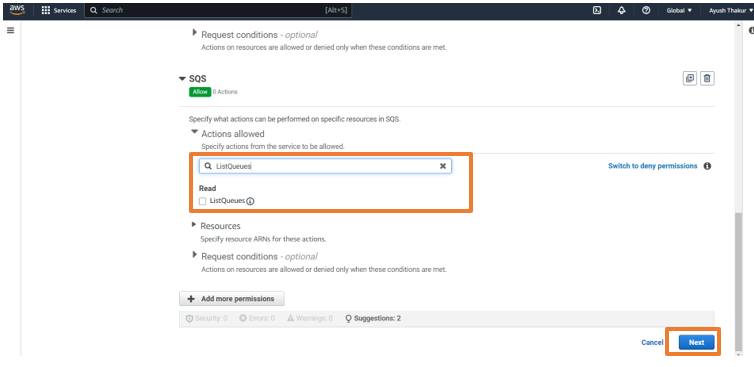 aws Services Search [Alt+S] Global Ayush Thakur
Request conditions - optional
Actions on resources are allowed or denied only when these conditions are met.
SQS
Allow 0 Actions
Specify what actions can be performed on specific resources in SQS.
Actions allowed
Specify actions from the service to be allowed.
ListQueues
Switch to deny permissions
Read
ListQueues
Resources
Specify resource ARNs for these actions.
Request conditions - optional
Actions on resources are allowed or denied only when these conditions are met.
Add more permissions
Security: 0 Errors: 0 Warnings: 0 Suggestions: 2
Cancel Next